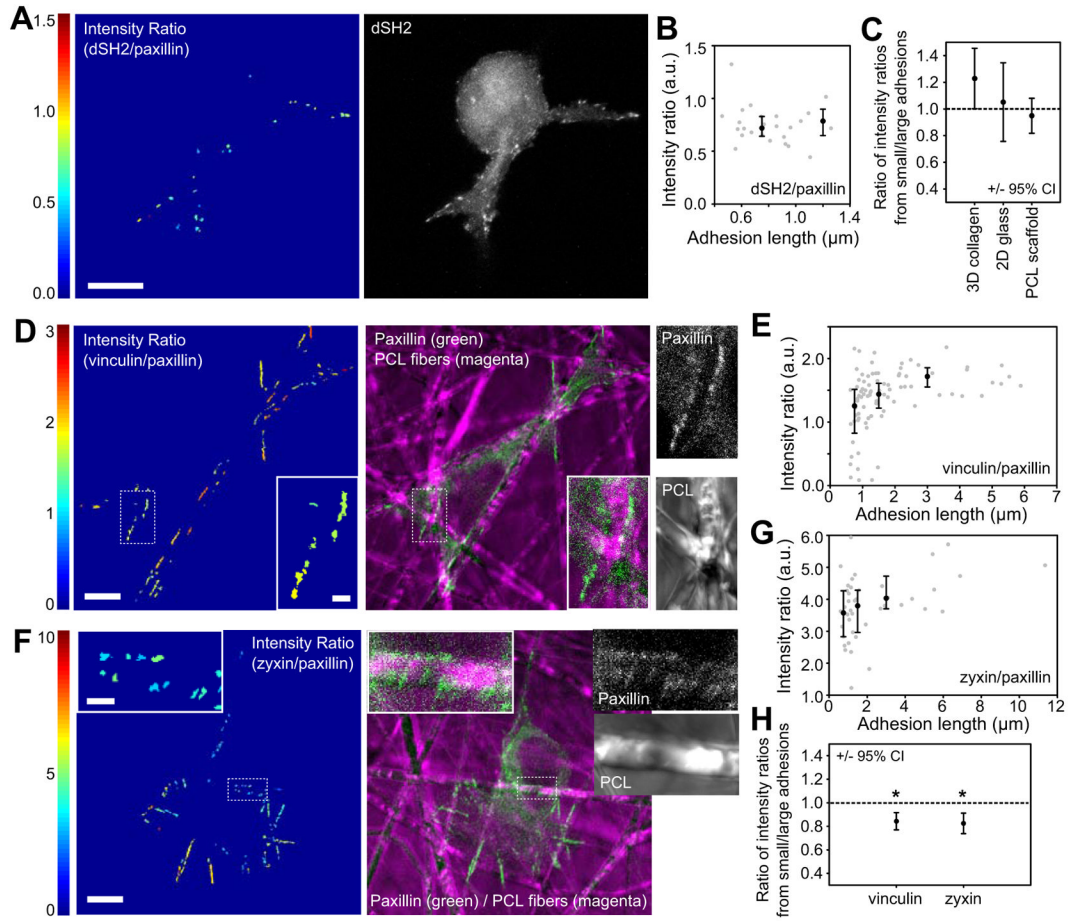 A
1.5
1.0
0.5
0.0
Intensity Ratio
(dSH2/paxillin)
dSH2
B
Intensity ratio (a.u.)
1.5
1.0
0.5
0.0
dSH2/paxillin
0.6
1.0
1.4
Adhesion length (µm)
C
Ratio of intensity ratios
from small/large adhesions
1.4
1.2
1.0
0.8
0.6
0.4
+/- 95% CI
3D collagen
2D glass
PCL scaffold
D
3
2
1
0
Intensity Ratio
(vinculin/paxillin)
Paxillin (green)
PCL fibers (magenta)
Paxillin
PCL
E
Intensity ratio (a.u.)
2.0
1.0
0.0
vinculin/paxillin
0 1 2 3 4 5 6 7
Adhesion length (µm)
F
10
5
0
Intensity Ratio
(zyxin/paxillin)
Paxillin
PCL
Paxillin (green) / PCL fibers (magenta)
G
Intensity ratio (a.u.)
6.0
5.0
4.0
3.0
2.0
1.0
zyxin/paxillin
0 2 4 6 8 10 12
Adhesion length (µm)
H
Ratio of intensity ratios
from small/large adhesions
1.4
1.2
1.0
0.8
0.6
0.4
+/- 95% CI
* *
vinculin zyxin